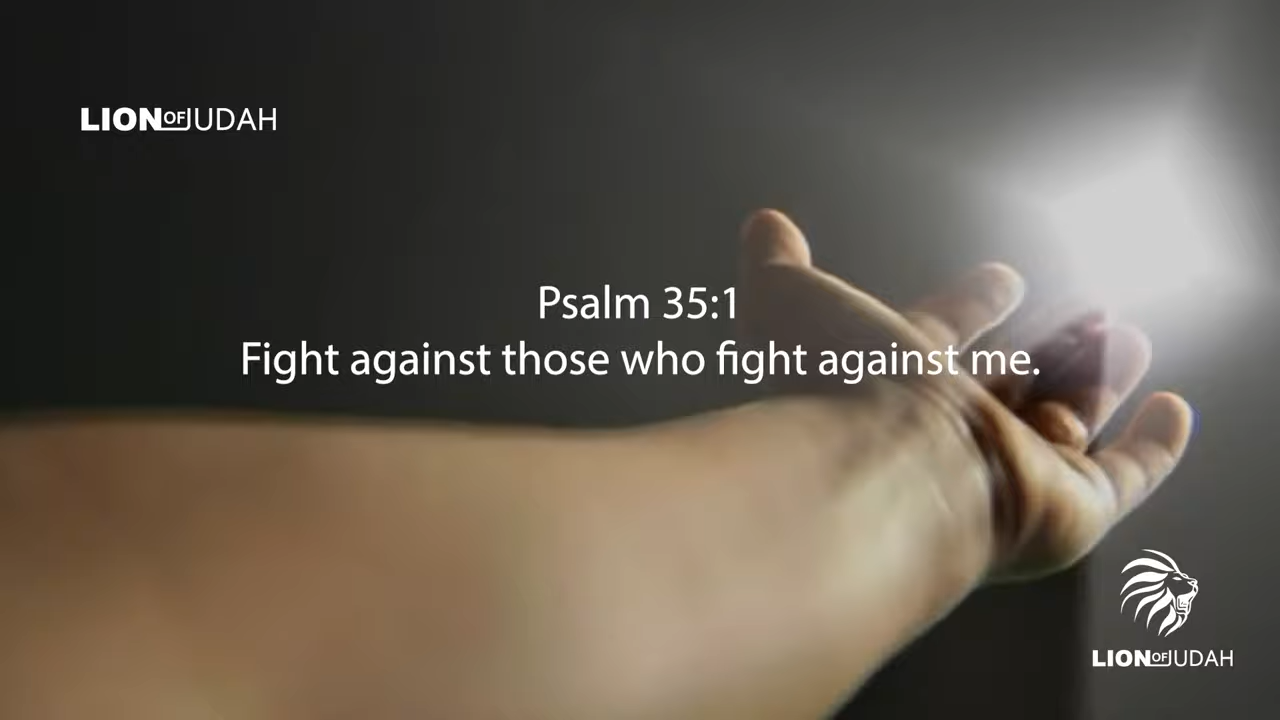 LION OF JUDAH
Psalm 35:1
Fight against those who fight against me.
LION OF JUDAH